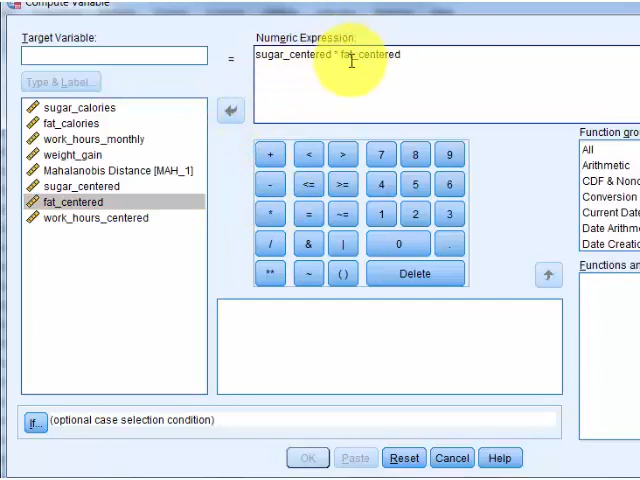 Compute Variable
Target Variable:
Numeric Expression:
=
sugar_centered * fat_centered
Type & Label...
sugar_calories
fat_calories
work_hours_monthly
weight_gain
Mahalanobis Distance [MAH_1]
sugar_centered
fat_centered
work_hours_centered
+ < > 7 8 9
- <= >= 4 5 6
* = ~= 1 2 3
/ & | 0 .
** ~ ( ) Delete
Function grou
All
Arithmetic
CDF & Nonc
Conversion
Current Date
Date Arithm
Date Creatio
Functions an
If... (optional case selection condition)
OK Paste Reset Cancel Help